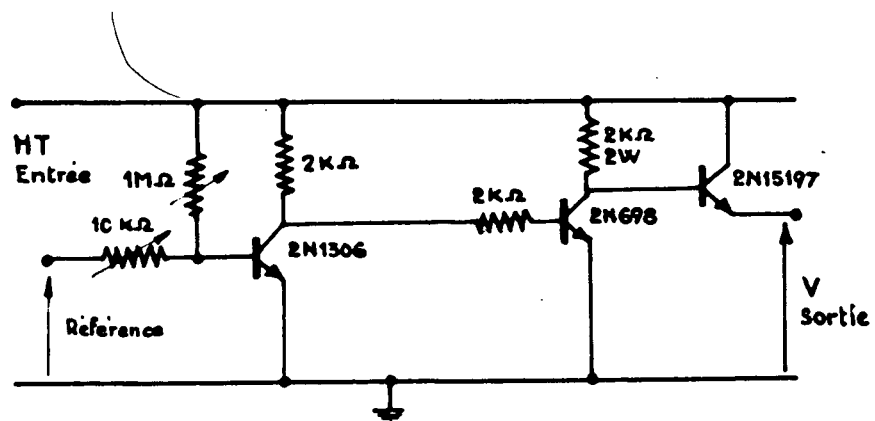 HT
Entrée
1MΩ
2KΩ
10 KΩ
2N1306
Référence
2KΩ
2KΩ
2W
2N698
2N15197
V
Sortie